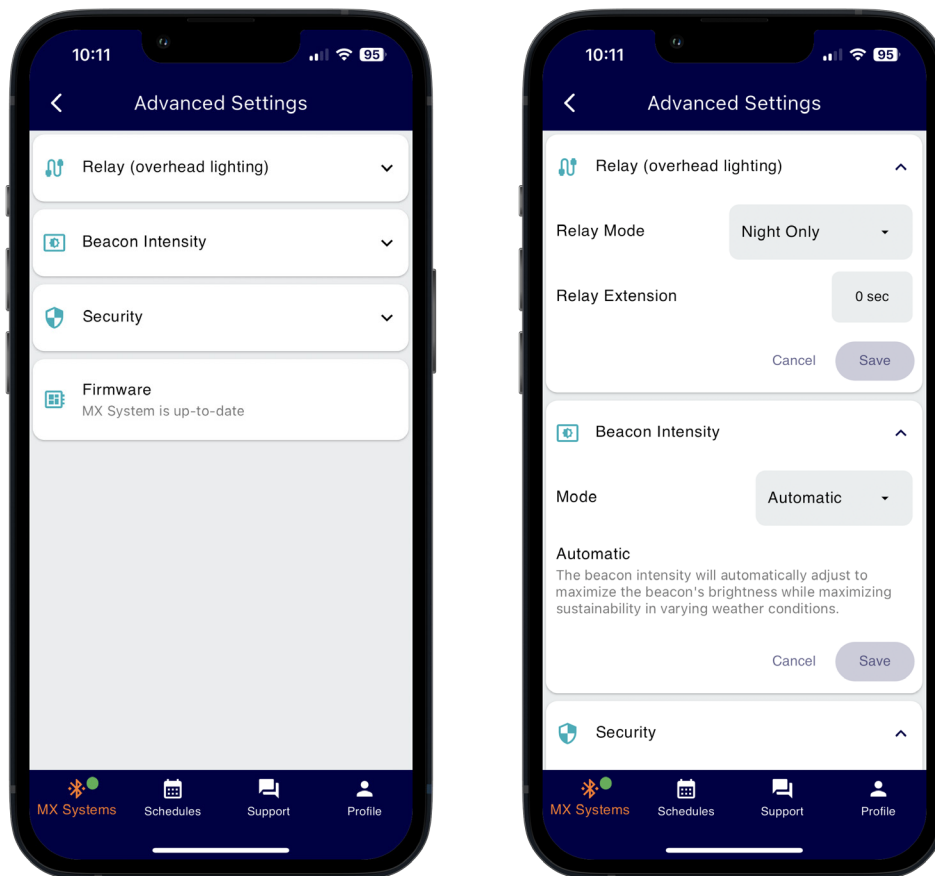 10:11
95
Advanced Settings
Relay (overhead lighting)
Beacon Intensity
Security
Firmware
MX System is up-to-date
MX Systems
Schedules
Support
Profile
10:11
95
Advanced Settings
Relay (overhead lighting)
Relay Mode
Night Only
Relay Extension
0 sec
Cancel
Save
Beacon Intensity
Mode
Automatic
Automatic
The beacon intensity will automatically adjust to
maximize the beacon's brightness while maximizing
sustainability in varying weather conditions.
Cancel
Save
Security
MX Systems
Schedules
Support
Profile